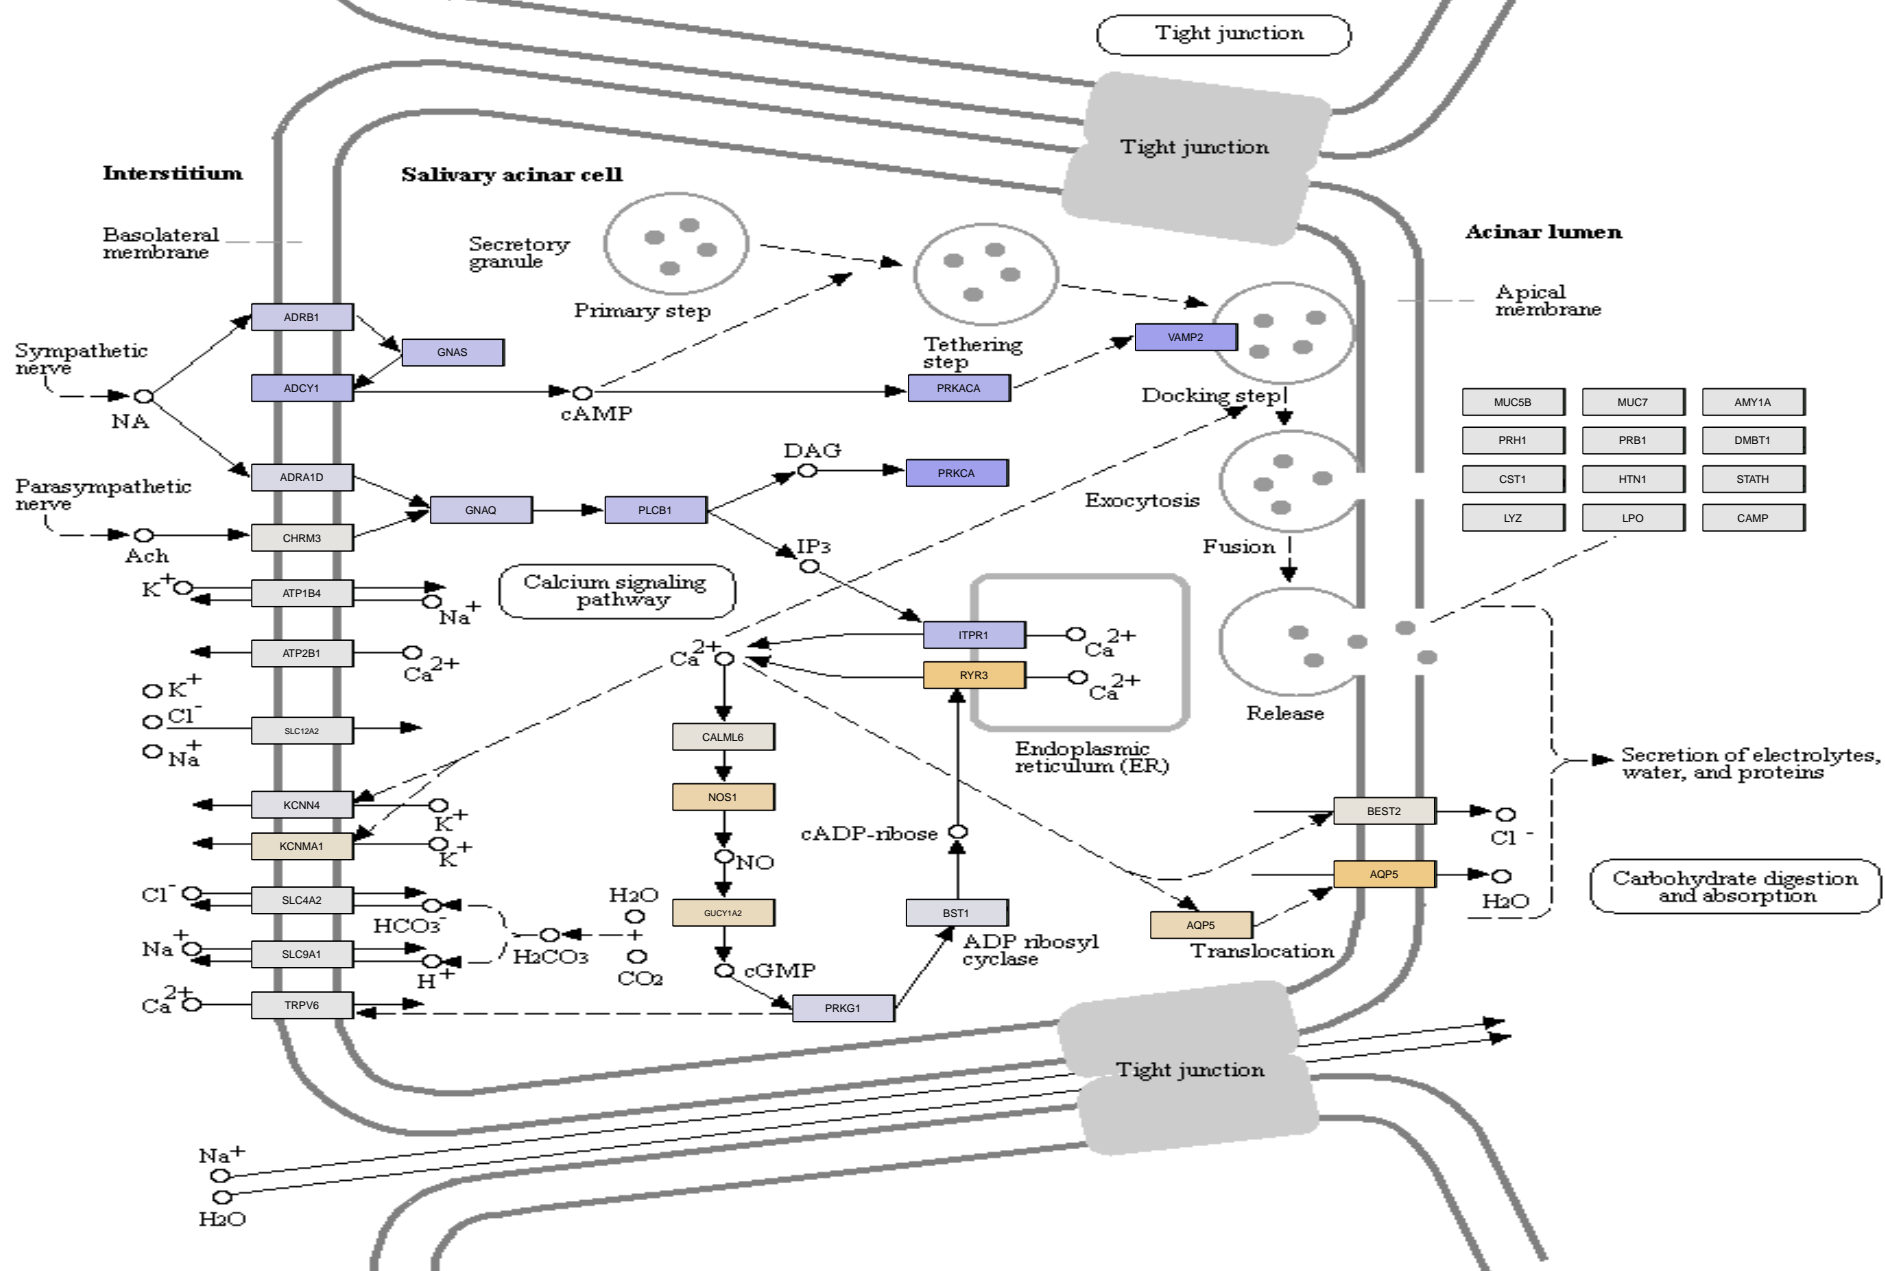 Tight junction
Tight junction
Interstitium
Salivary acinar cell
Acinar lumen
Basolateral
membrane
Secretory
granule
Primary step
Apical
membrane
ADRB1
GNAS
VAMP2
Tethering
step
Sympathetic
nerve
ADCY1
cAMP
PRKACA
Docking step
NA
MUC5B
MUC7
AMY1A
PRH1
PRB1
DMBT1
CST1
HTN1
STATH
LYZ
LPO
CAMP
DAG
ADRA1D
PRKCA
Parasympathetic
nerve
GNAQ
PLCB1
Exocytosis
CHRM3
Ach
IP3
Fusion
K+
ATP1B4
Na+
Calcium signaling
pathway
ITPR1
Ca2+
ATP2B1
Ca2+
Ca2+
RYR3
Ca2+
K+
Cl-
SLC12A2
Na+
Release
CALML6
Endoplasmic
reticulum (ER)
Secretion of electrolytes,
water, and proteins
NOS1
KCNN4
K+
BEST2
Cl -
cADP-ribose
KCNMA1
K+
NO
AQP5
H2O
Carbohydrate digestion
and absorption
Cl-
SLC4A2
HCO3-
H2O
GUCY1A2
BST1
ADP ribosyl
cyclase
AQP5
Translocation
Na+
SLC9A1
H+
H2CO3
+
CO2
cGMP
Ca2+
TRPV6
PRKG1
Tight junction
Na+
H2O